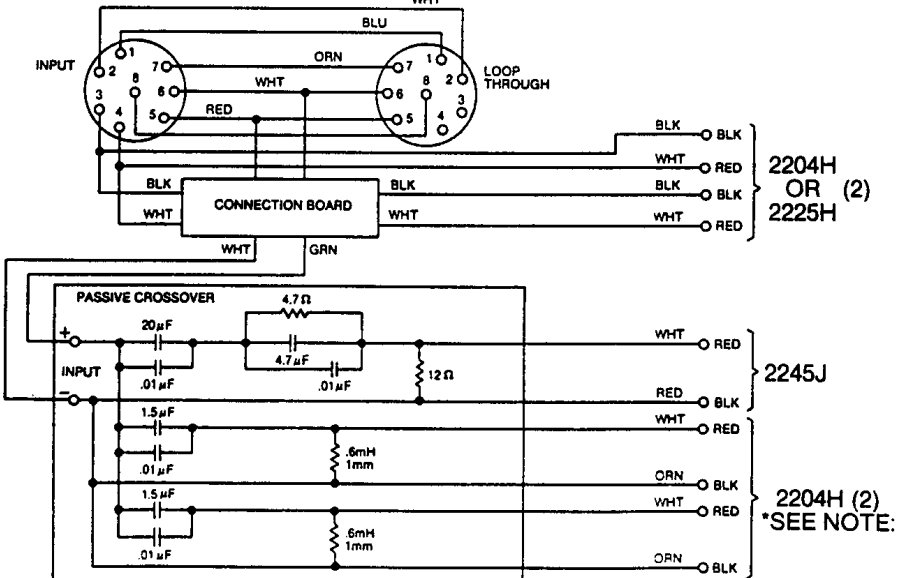 WHT
BLU
INPUT
1
2
3
4
5
6
7
8
ORN
WHT
RED
1
2
3
4
5
6
7
8
LOOP
THROUGH
BLK
BLK
WHT
RED
BLK
BLK
BLK
WHT
WHT
RED
BLK
WHT
CONNECTION BOARD
2204H
OR (2)
2225H
WHT
GRN
PASSIVE CROSSOVER
+
INPUT
−
20µF
.01µF
4.7Ω
4.7µF
.01µF
12Ω
WHT
RED
RED
BLK
2245J
1.5µF
.01µF
.6mH
1mm
WHT
RED
ORN
BLK
1.5µF
.01µF
.6mH
1mm
WHT
RED
ORN
BLK
2204H (2)
*SEE NOTE: